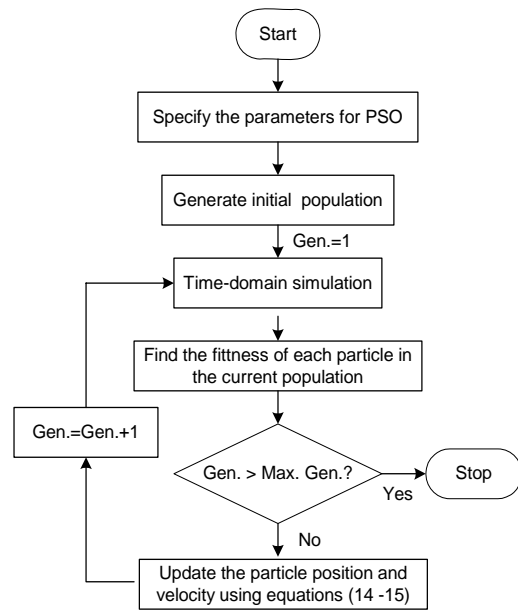 Start
Specify the parameters for PSO
Generate initial population
Gen.=1
Time-domain simulation
Find the fittness of each particle in
the current population
Gen.=Gen.+1
Gen. > Max. Gen.?
Stop
Yes
No
Update the particle position and
velocity using equations (14 -15)